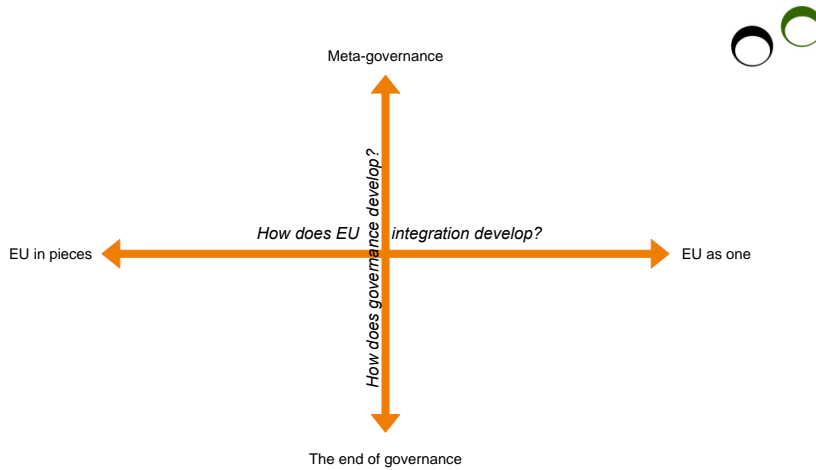 Meta-governance
How does governance develop?
How does EU integration develop?
EU in pieces
EU as one
The end of governance